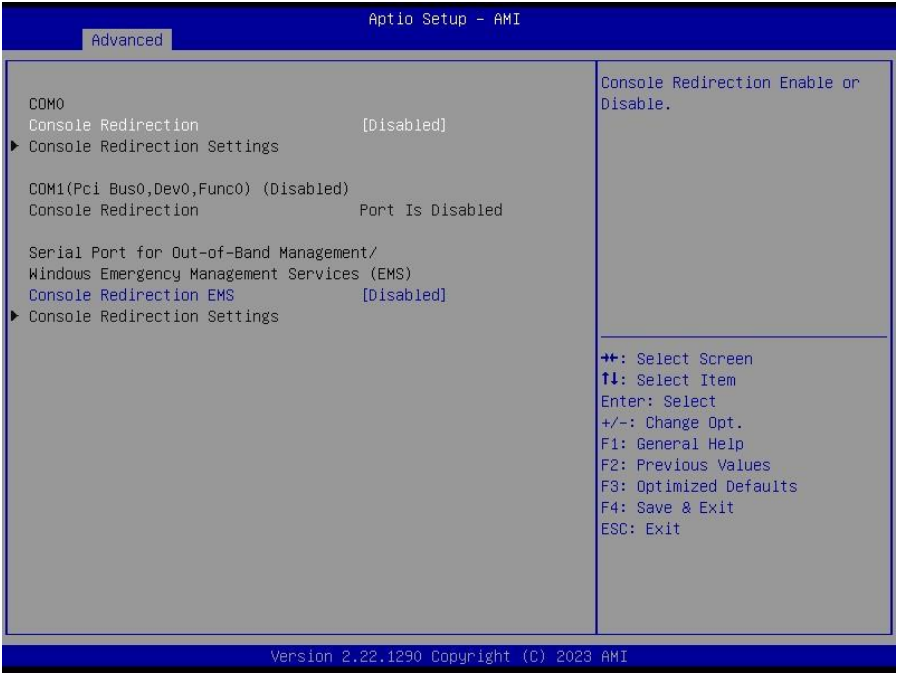 Aptio Setup – AMI
Advanced
COM0
Console Redirection [Disabled]
▶ Console Redirection Settings
COM1(Pci Bus0,Dev0,Func0) (Disabled)
Console Redirection Port Is Disabled
Serial Port for Out-of-Band Management/
Windows Emergency Management Services (EMS)
Console Redirection EMS [Disabled]
▶ Console Redirection Settings
Console Redirection Enable or
Disable.
→←: Select Screen
↑↓: Select Item
Enter: Select
+/-: Change Opt.
F1: General Help
F2: Previous Values
F3: Optimized Defaults
F4: Save & Exit
ESC: Exit
Version 2.22.1290 Copyright (C) 2023 AMI